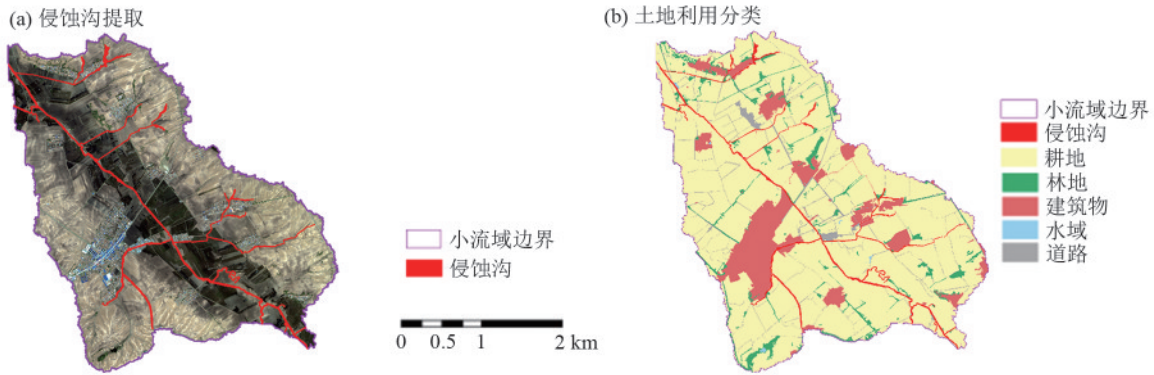 (a) 侵蚀沟提取
小流域边界
侵蚀沟
0 0.5 1 2 km
(b) 土地利用分类
小流域边界
侵蚀沟
耕地
林地
建筑物
水域
道路